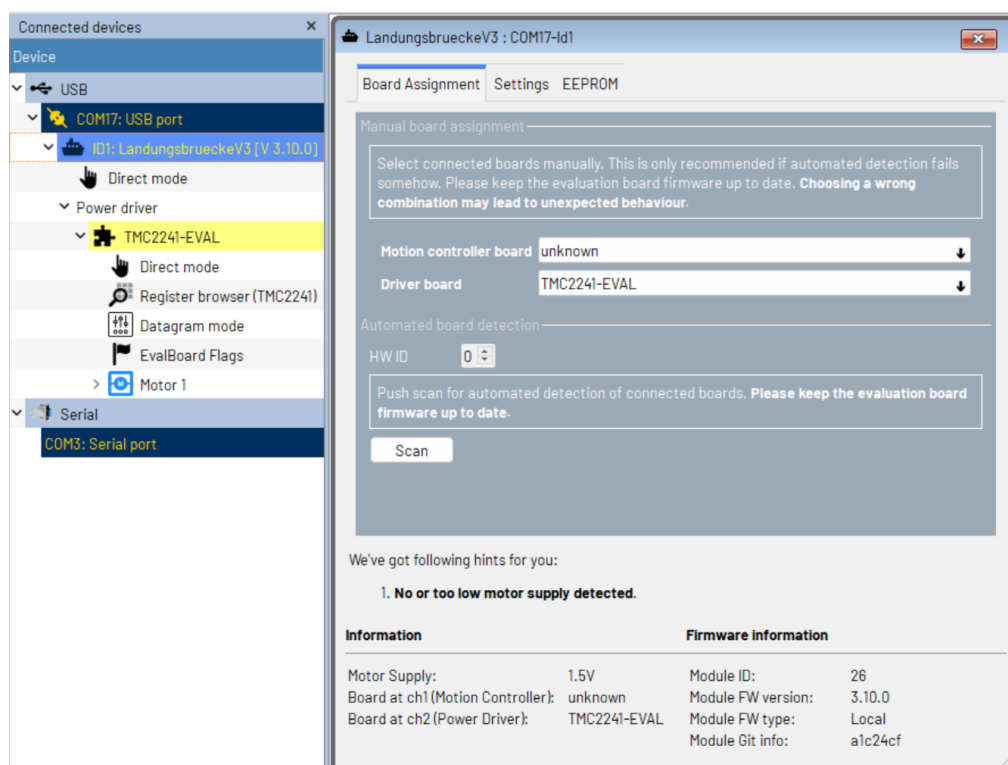 Connected devices
Device
USB
COM17: USB port
ID1: LandungsbrueckeV3 [V 3.10.0]
Direct mode
Power driver
TMC2241-EVAL
Direct mode
Register browser (TMC2241)
Datagram mode
EvalBoard Flags
Motor 1
Serial
COM3: Serial port
LandungsbrueckeV3 : COM17-Id1
Board Assignment Settings EEPROM
Manual board assignment
Select connected boards manually. This is only recommended if automated detection fails
somehow. Please keep the evaluation board firmware up to date. Choosing a wrong
combination may lead to unexpected behaviour.
Motion controller board unknown
Driver board TMC2241-EVAL
Automated board detection
HW ID 0
Push scan for automated detection of connected boards. Please keep the evaluation board
firmware up to date.
Scan
We've got following hints for you:
1. No or too low motor supply detected.
Information
Motor Supply: 1.5V
Board at ch1 (Motion Controller): unknown
Board at ch2 (Power Driver): TMC2241-EVAL
Firmware information
Module ID: 26
Module FW version: 3.10.0
Module FW type: Local
Module Git info: a1c24cf